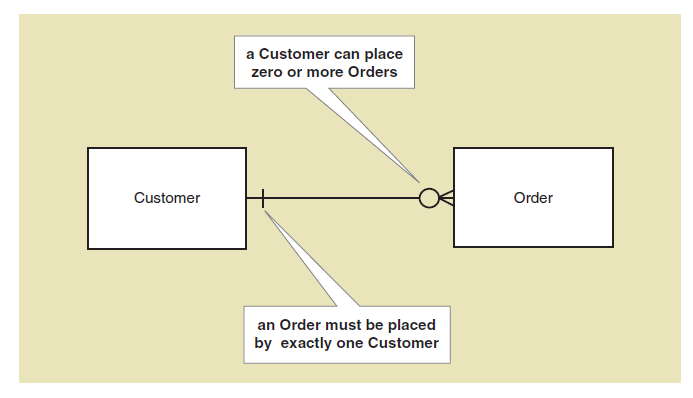 a Customer can place
zero or more Orders
Customer
Order
an Order must be placed
by exactly one Customer